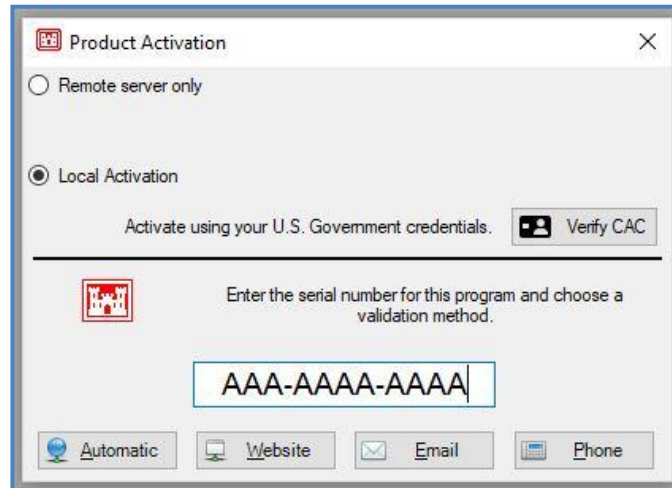 Product Activation
Remote server only
Local Activation
Activate using your U.S. Government credentials.
Verify CAC
Enter the serial number for this program and choose a
validation method.
AAA-AAAA-AAAA
Automatic
Website
Email
Phone